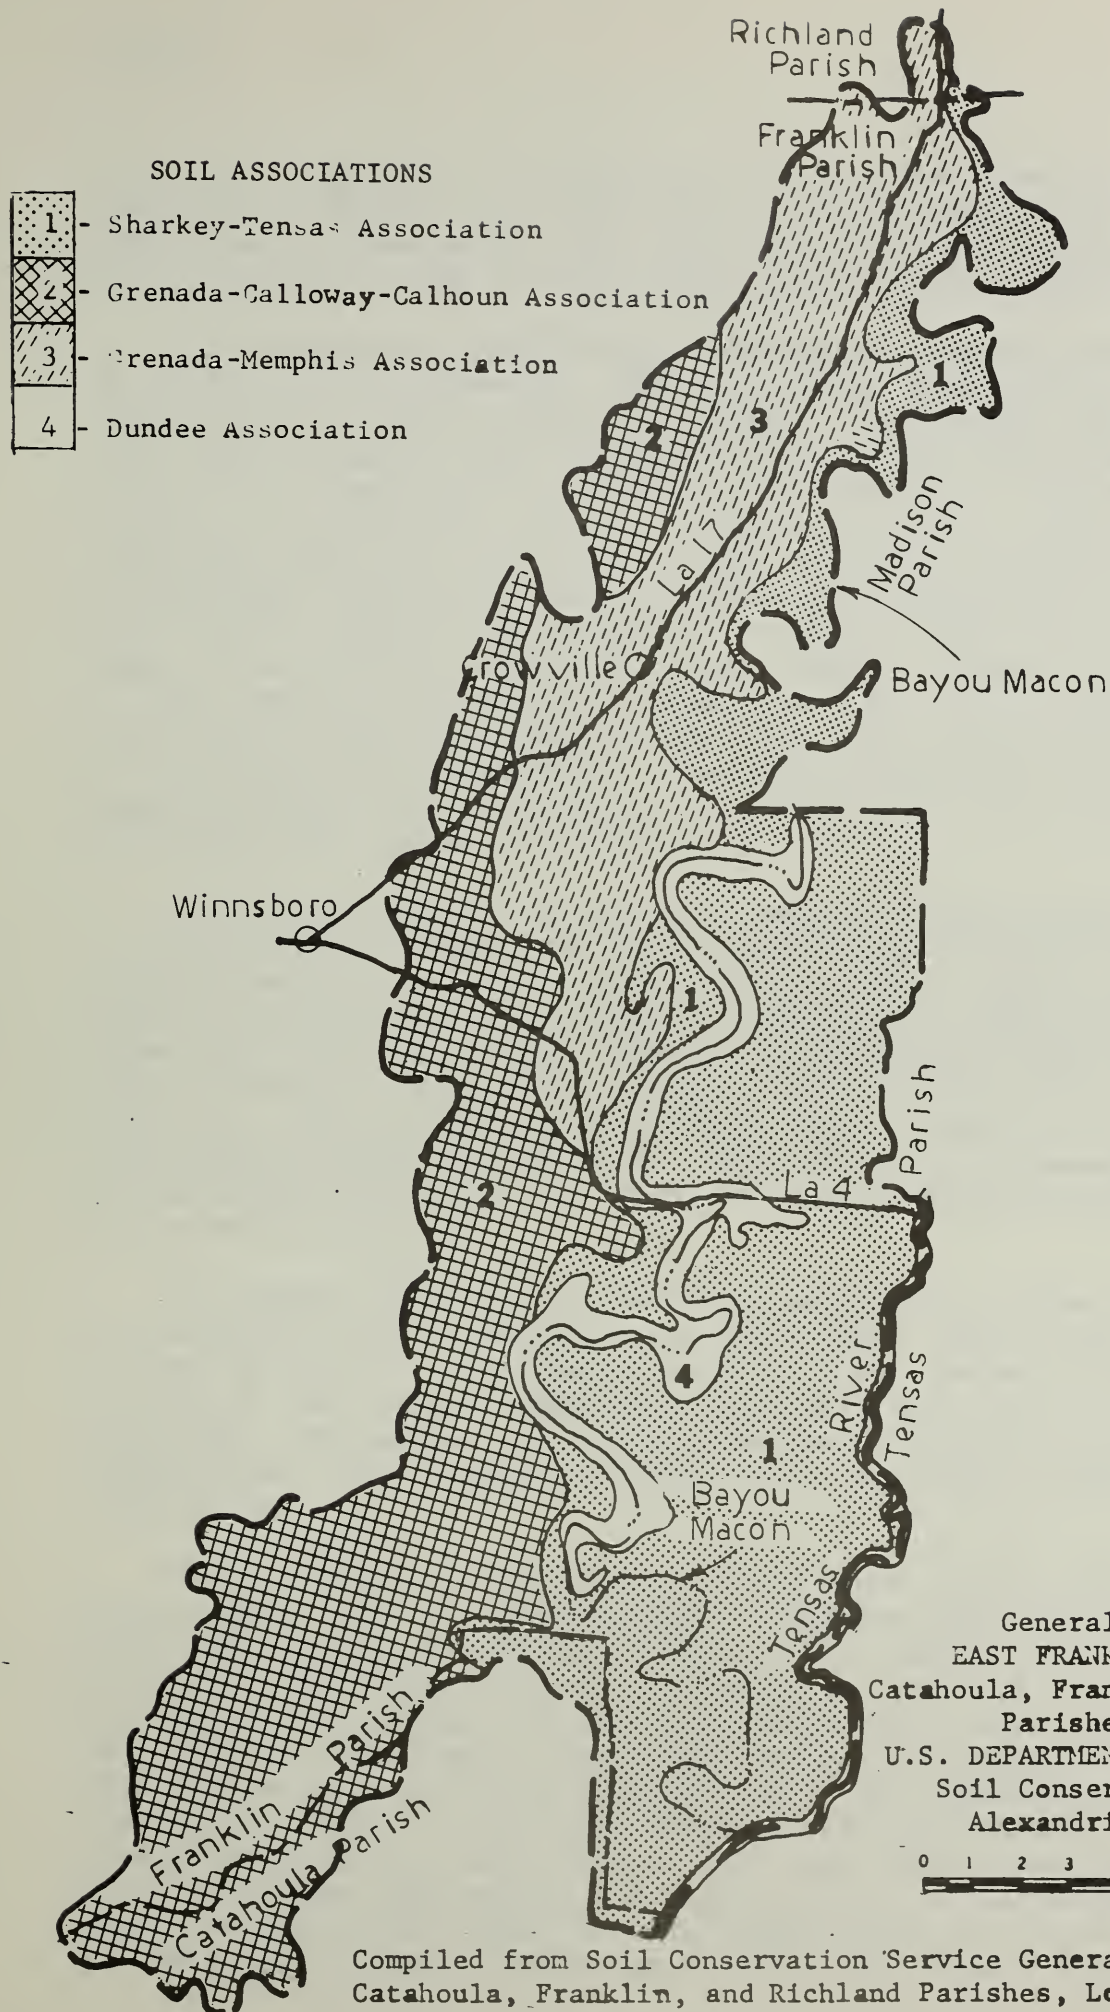 Richland
Parish
Franklin
Parish
SOIL ASSOCIATIONS
1 - Sharkey-Tensas Association
2 - Grenada-Calloway-Calhoun Association
3 - Grenada-Memphis Association
4 - Dundee Association
1
3
2
Madison
Parish
La 17
Crowville
Bayou Macon
Winnsboro
1
Parish
La 4
2
4
River
Tensas
1
Bayou
Macon
Tensas
General
EAST FRANK
Catahoula, Fran
Parishe
U.S. DEPARTMEN
Soil Conser
Alexandri
0 1 2 3
Franklin Parish
Catahoula Parish
Compiled from Soil Conservation Service Genera
Catahoula, Franklin, and Richland Parishes, Lo